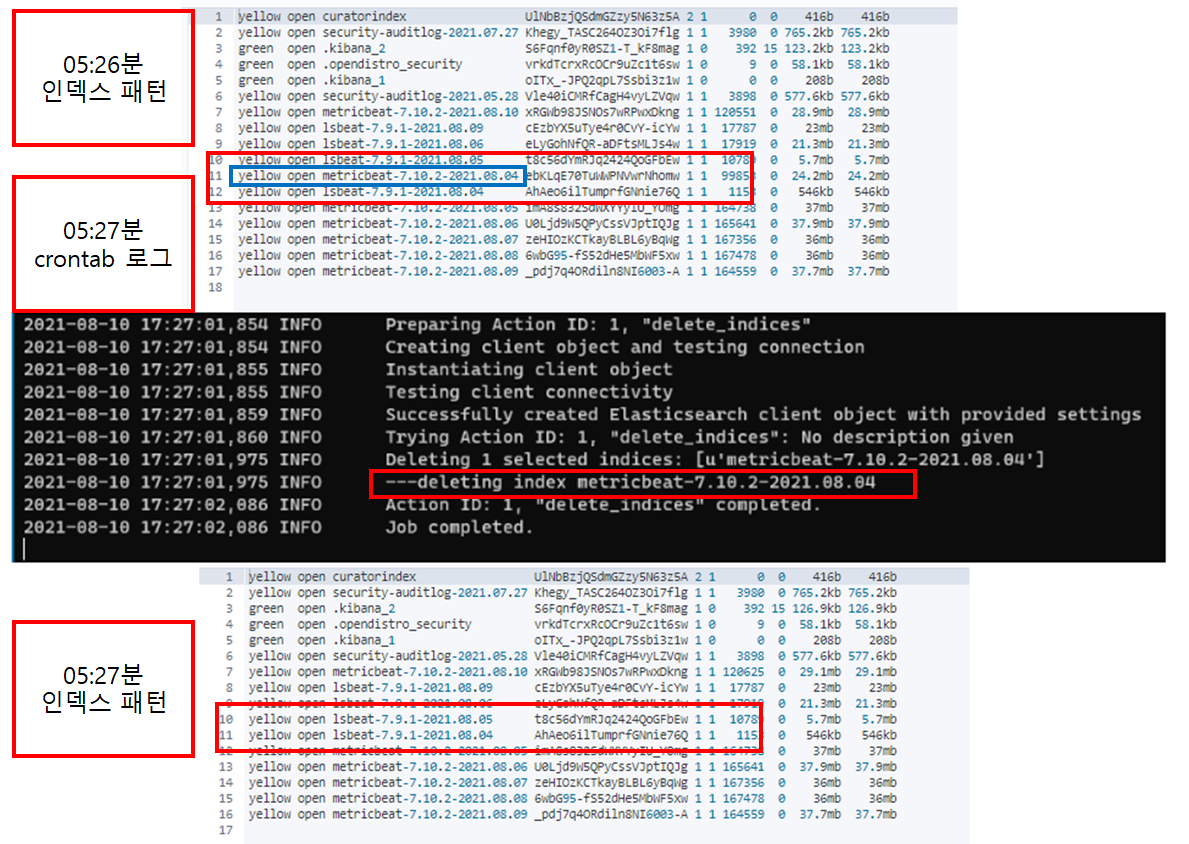 05:26분
인덱스 패턴
1 yellow open curatorindex UlNbBzjQSdmGZzy5N63z5A 2 1 0 0 416b 416b
2 yellow open security-auditlog-2021.07.27 Khegy_TASC264OZ3Oi7flg 1 1 3980 0 765.2kb 765.2kb
3 green open .kibana_2 S6Fqnf0yR0SZ1-T_kF8mag 1 0 392 15 123.2kb 123.2kb
4 green open .opendistro_security vrkdTcrxRcOCr9uZc1t6sw 1 0 9 0 58.1kb 58.1kb
5 green open .kibana_1 oITx_-JPQ2qpL7Ssbi3z1w 1 0 0 0 208b 208b
6 yellow open security-auditlog-2021.05.28 Vle40iCMRfCagH4vyLZVqw 1 1 3898 0 577.6kb 577.6kb
7 yellow open metricbeat-7.10.2-2021.08.10 xRGWb98JSNOs7wRPwxDkng 1 1 120551 0 28.9mb 28.9mb
8 yellow open lsbeat-7.9.1-2021.08.09 cEzbYX5uTye4r0CvY-icYw 1 1 17787 0 23mb 23mb
9 yellow open lsbeat-7.9.1-2021.08.06 eLyGohNfQR-aDFtsMLJs4w 1 1 17919 0 21.3mb 21.3mb
10 yellow open lsbeat-7.9.1-2021.08.05 t8c56dYmRJq2424QoGFbEw 1 1 10789 0 5.7mb 5.7mb
11 yellow open metricbeat-7.10.2-2021.08.04 ebKLqE70TuWwPNVwrNhomw 1 1 99858 0 24.2mb 24.2mb
12 yellow open lsbeat-7.9.1-2021.08.04 AhAeo6ilTumprfGNnie76Q 1 1 1158 0 546kb 546kb
13 yellow open metricbeat-7.10.2-2021.08.05 1 1 164738 0 37mb 37mb
14 yellow open metricbeat-7.10.2-2021.08.06 U0Ljd9W5QPyCssVJptIQJg 1 1 165641 0 37.9mb 37.9mb
15 yellow open metricbeat-7.10.2-2021.08.07 zeHIOzKCTkayBLBL6yBqWg 1 1 167356 0 36mb 36mb
16 yellow open metricbeat-7.10.2-2021.08.08 6wbG95-fS52dHe5MbWF5xw 1 1 167478 0 36mb 36mb
17 yellow open metricbeat-7.10.2-2021.08.09 _pdj7q4ORdiln8NI6003-A 1 1 164559 0 37.7mb 37.7mb
18
05:27분
crontab 로그
2021-08-10 17:27:01,854 INFO Preparing Action ID: 1, "delete_indices"
2021-08-10 17:27:01,854 INFO Creating client object and testing connection
2021-08-10 17:27:01,855 INFO Instantiating client object
2021-08-10 17:27:01,855 INFO Testing client connectivity
2021-08-10 17:27:01,859 INFO Successfully created Elasticsearch client object with provided settings
2021-08-10 17:27:01,860 INFO Trying Action ID: 1, "delete_indices": No description given
2021-08-10 17:27:01,975 INFO Deleting 1 selected indices: [u'metricbeat-7.10.2-2021.08.04']
2021-08-10 17:27:01,975 INFO ---deleting index metricbeat-7.10.2-2021.08.04
2021-08-10 17:27:02,086 INFO Action ID: 1, "delete_indices" completed.
2021-08-10 17:27:02,086 INFO Job completed.
05:27분
인덱스 패턴
1 yellow open curatorindex UlNbBzjQSdmGZzy5N63z5A 2 1 0 0 416b 416b
2 yellow open security-auditlog-2021.07.27 Khegy_TASC264OZ3Oi7flg 1 1 3980 0 765.2kb 765.2kb
3 green open .kibana_2 S6Fqnf0yR0SZ1-T_kF8mag 1 0 392 15 126.9kb 126.9kb
4 green open .opendistro_security vrkdTcrxRcOCr9uZc1t6sw 1 0 9 0 58.1kb 58.1kb
5 green open .kibana_1 oITx_-JPQ2qpL7Ssbi3z1w 1 0 0 0 208b 208b
6 yellow open security-auditlog-2021.05.28 Vle40iCMRfCagH4vyLZVqw 1 1 3898 0 577.6kb 577.6kb
7 yellow open metricbeat-7.10.2-2021.08.10 xRGWb98JSNOs7wRPwxDkng 1 1 120625 0 29.1mb 29.1mb
8 yellow open lsbeat-7.9.1-2021.08.09 cEzbYX5uTye4r0CvY-icYw 1 1 17787 0 23mb 23mb
9 yellow open lsbeat-7.9.1-2021.08.06 eLyGohNfQR-aDFtsMLJs4w 1 1 17919 0 21.3mb 21.3mb
10 yellow open lsbeat-7.9.1-2021.08.05 t8c56dYmRJq2424QoGFbEw 1 1 10789 0 5.7mb 5.7mb
11 yellow open lsbeat-7.9.1-2021.08.04 AhAeo6ilTumprfGNnie76Q 1 1 1158 0 546kb 546kb
12 yellow open metricbeat-7.10.2-2021.08.05 1 1 164738 0 37mb 37mb
13 yellow open metricbeat-7.10.2-2021.08.06 U0Ljd9W5QPyCssVJptIQJg 1 1 165641 0 37.9mb 37.9mb
14 yellow open metricbeat-7.10.2-2021.08.07 zeHIOzKCTkayBLBL6yBqWg 1 1 167356 0 36mb 36mb
15 yellow open metricbeat-7.10.2-2021.08.08 6wbG95-fS52dHe5MbWF5xw 1 1 167478 0 36mb 36mb
16 yellow open metricbeat-7.10.2-2021.08.09 _pdj7q4ORdiln8NI6003-A 1 1 164559 0 37.7mb 37.7mb
17